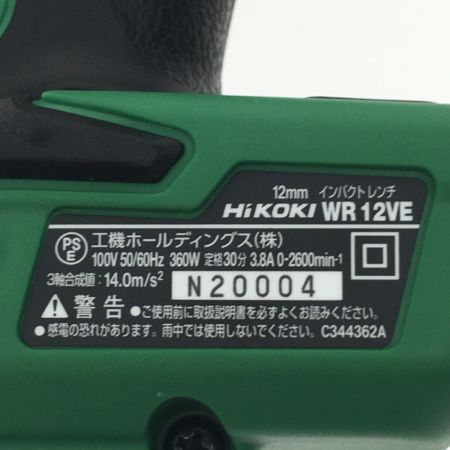 12mm インパクトレンチ
HiKOKI WR 12VE
PS E 工機ホールディングス(株)
100V 50/60Hz 360W 定格30分 3.8A 0-2600min-1
3軸合成値: 14.0m/s2
N20004
警告 ●ご使用前に取扱説明書を必ずよくお読みください。
●感電の恐れがあります。雨中では使用しないでください。 C344362A